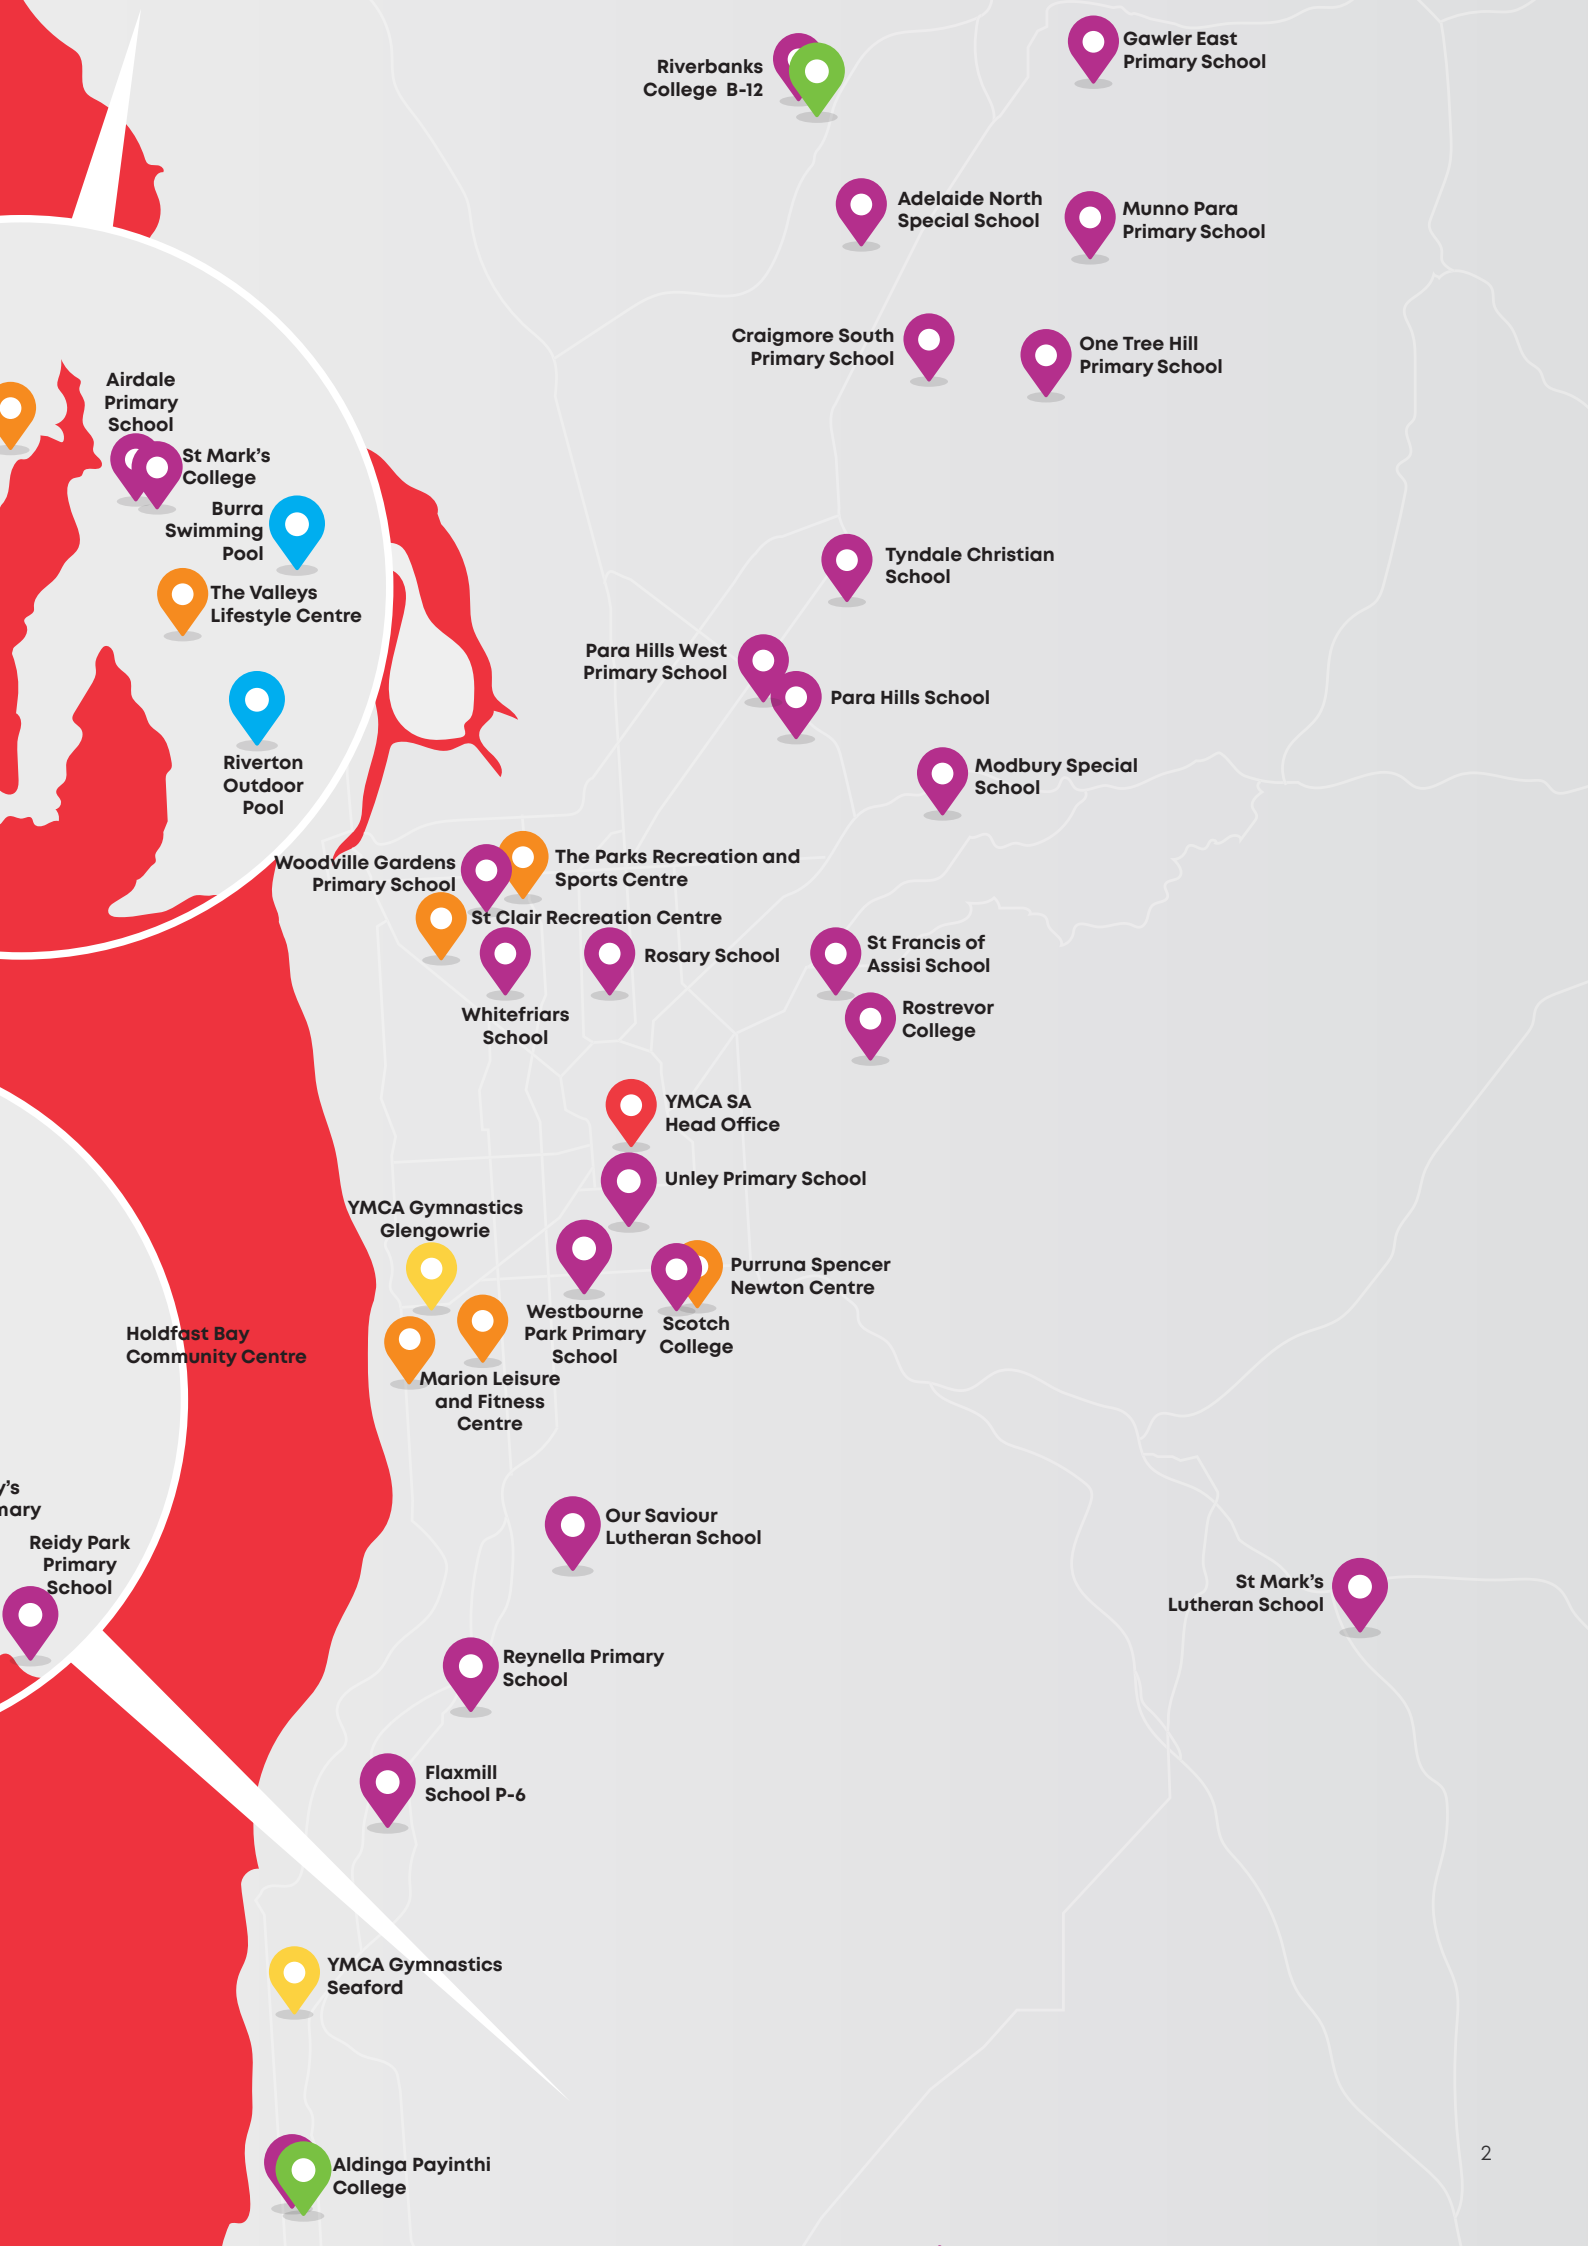 Gawler East
Primary School
Riverbanks
College B-12
Adelaide North
Special School
Munno Para
Primary School
Craigmore South
Primary School
One Tree Hill
Primary School
Airdale
Primary
School
St Mark's
College
Burra
Swimming
Pool
The Valleys
Lifestyle Centre
Tyndale Christian
School
Para Hills West
Primary School
Para Hills School
Riverton
Outdoor
Pool
Modbury Special
School
Woodville Gardens
Primary School
The Parks Recreation and
Sports Centre
St Clair Recreation Centre
Whitefriars
School
Rosary School
St Francis of
Assisi School
Rostrevor
College
YMCA SA
Head Office
Unley Primary School
YMCA Gymnastics
Glengowrie
Purruna Spencer
Newton Centre
Westbourne
Park Primary
School
Scotch
College
Holdfast Bay
Community Centre
Marion Leisure
and Fitness
Centre
y's
mary
Reidy Park
Primary
School
Our Saviour
Lutheran School
St Mark's
Lutheran School
Reynella Primary
School
Flaxmill
School P-6
YMCA Gymnastics
Seaford
Aldinga Payinthi
College
2